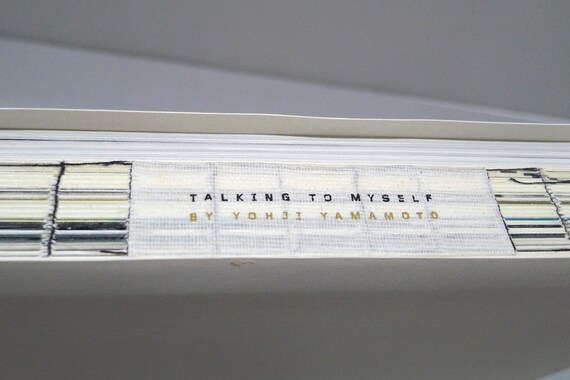 TALKING TO MYSELF
BY YOHJI YAMAMOTO